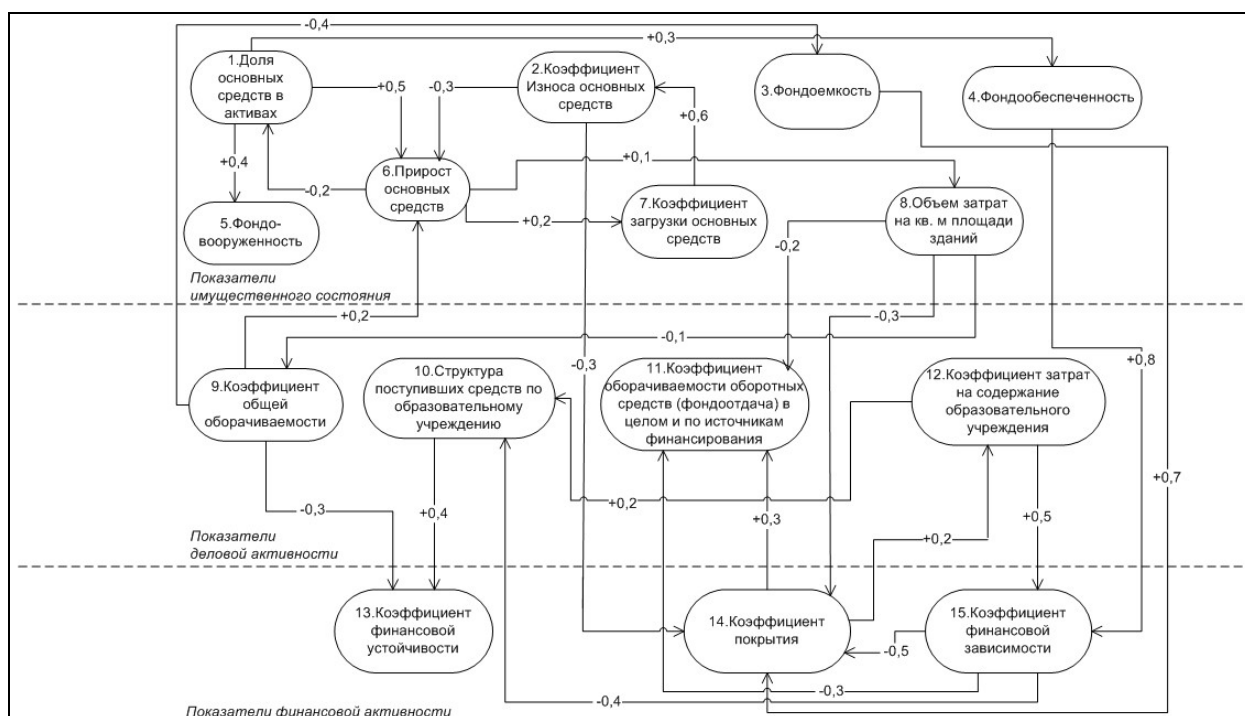 -0,4
+0,3
1.Доля
основных
средств в
активах
2.Коэффициент
Износа основных
средств
3.Фондоемкость
4.Фондообеспеченность
+0,5
-0,3
+0,6
+0,4
+0,1
6.Прирост
основных
средств
-0,2
5.Фондо-
вооруженность
+0,2
7.Коэффициент
загрузки основных
средств
8.Объем затрат
на кв. м площади
зданий
-0,2
Показатели
имущественного состояния
+0,2
-0,3
-0,1
-0,3
+0,8
9.Коэффициент
общей
оборачиваемости
10.Структура
поступивших средств по
образовательному
учреждению
11.Коэффициент
оборачиваемости оборотных
средств (фондоотдача) в
целом и по источникам
финансирования
12.Коэффициент затрат
на содержание
образовательного
учреждения
+0,7
+0,2
-0,3
+0,4
+0,3
+0,5
+0,2
Показатели
деловой активности
13.Коэффициент
финансовой
устойчивости
14.Коэффициент
покрытия
15.Коэффициент
финансовой
зависимости
-0,5
-0,3
-0,4
Показатели финансовой активности